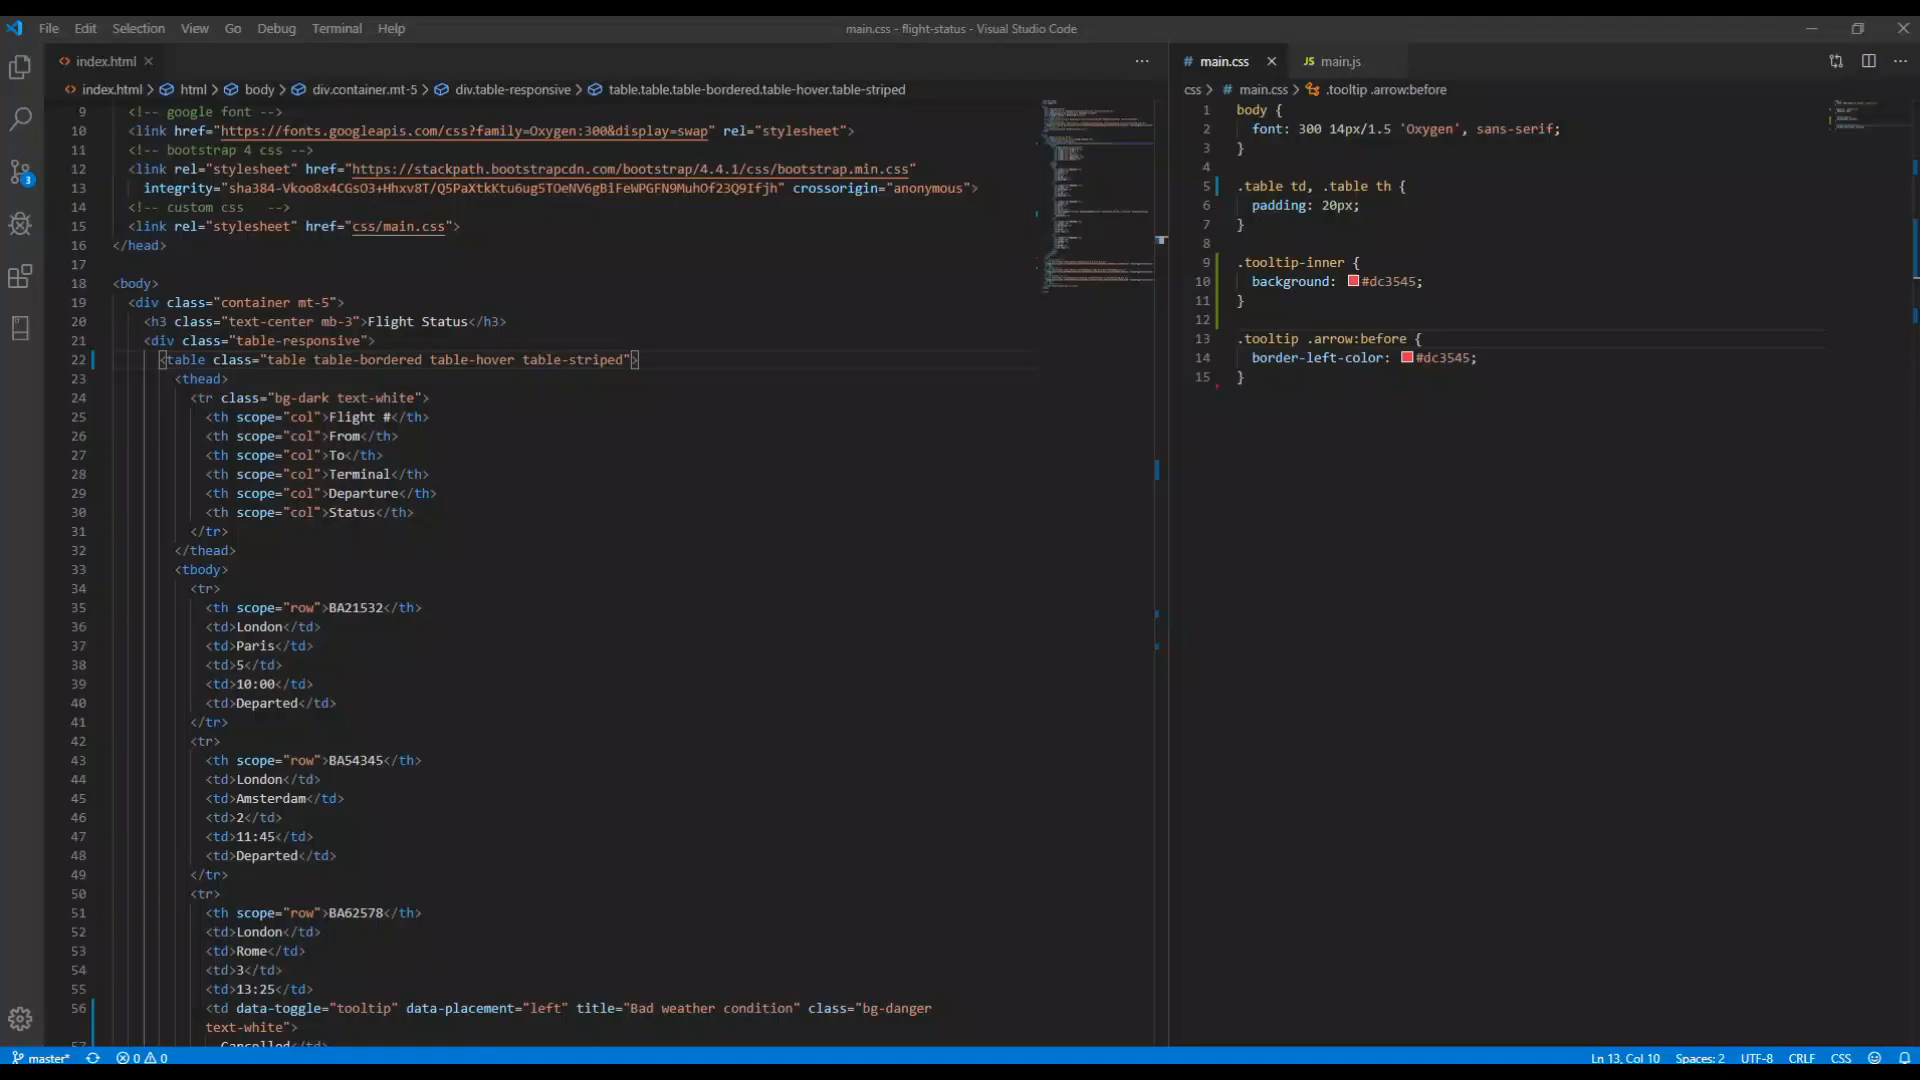 File Edit Selection View Go Debug Terminal Help
main.css - flight-status - Visual Studio Code
index.html
index.html > html > body > div.container.mt-5 > div.table-responsive > table.table.table-bordered.table-hover.table-striped
9 <!-- google font -->
10 <link href="https://fonts.googleapis.com/css?family=Oxygen:300&display=swap" rel="stylesheet">
11 <!-- bootstrap 4 css -->
12 <link rel="stylesheet" href="https://stackpath.bootstrapcdn.com/bootstrap/4.4.1/css/bootstrap.min.css"
13 integrity="sha384-Vkoo8x4CGsO3+Hhxv8T/Q5PaXtkKtu6ug5TOeNV6gBiFeWPGFN9MuhOf23Q9Ifjh" crossorigin="anonymous">
14 <!-- custom css -->
15 <link rel="stylesheet" href="css/main.css">
16 </head>
17
18 <body>
19 <div class="container mt-5">
20 <h3 class="text-center mb-3">Flight Status</h3>
21 <div class="table-responsive">
22 <table class="table table-bordered table-hover table-striped">
23 <thead>
24 <tr class="bg-dark text-white">
25 <th scope="col">Flight #</th>
26 <th scope="col">From</th>
27 <th scope="col">To</th>
28 <th scope="col">Terminal</th>
29 <th scope="col">Departure</th>
30 <th scope="col">Status</th>
31 </tr>
32 </thead>
33 <tbody>
34 <tr>
35 <th scope="row">BA21532</th>
36 <td>London</td>
37 <td>Paris</td>
38 <td>5</td>
39 <td>10:00</td>
40 <td>Departed</td>
41 </tr>
42 <tr>
43 <th scope="row">BA54345</th>
44 <td>London</td>
45 <td>Amsterdam</td>
46 <td>2</td>
47 <td>11:45</td>
48 <td>Departed</td>
49 </tr>
50 <tr>
51 <th scope="row">BA62578</th>
52 <td>London</td>
53 <td>Rome</td>
54 <td>3</td>
55 <td>13:25</td>
56 <td data-toggle="tooltip" data-placement="left" title="Bad weather condition" class="bg-danger
text-white">
57 Cancelled</td>
main.css JS main.js
css > # main.css > .tooltip .arrow:before
1 body {
2 font: 300 14px/1.5 'Oxygen', sans-serif;
3 }
4
5 .table td, .table th {
6 padding: 20px;
7 }
8
9 .tooltip-inner {
10 background: #dc3545;
11 }
12
13 .tooltip .arrow:before {
14 border-left-color: #dc3545;
15 }
3
master* 0 0
Ln 13, Col 10 Spaces: 2 UTF-8 CRLF CSS